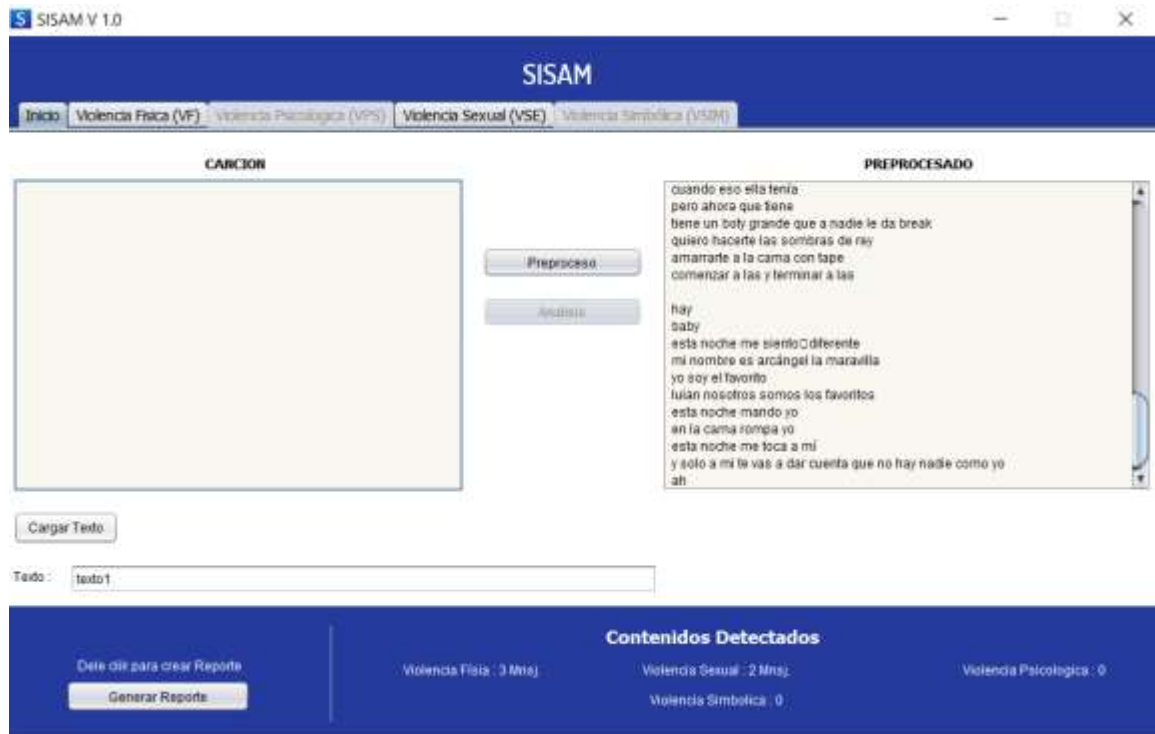 SISAM V 1.0
SISAM
Inicio Violencia Fisica (VF) Violencia Psicologica (VPS) Violencia Sexual (VSE) Violencia Simbólica (VSIM)
CANCION
PREPROCESADO
cuando eso ella tenía
pero ahora que tiene
tiene un boty grande que a nadie le da break
quiero hacerte las sombras de rey
amarrarte a la cama con tape
comenzar a las y terminar a las
hay
baby
esta noche me siento□diferente
mi nombre es arcángel la maravilla
yo soy el favorito
luian nosotros somos los favoritos
esta noche mando yo
en la cama rompa yo
esta noche me toca a mí
y solo a mi te vas a dar cuenta que no hay nadie como yo
ah
Preproceso
Analisis
Cargar Texto
Texto : texto1
Contenidos Detectados
Dele clik para crear Reporte
Generar Reporte
Violencia Fisia : 3 Mnsj.
Violencia Sexual : 2 Mnsj.
Violencia Psicologica : 0
Violencia Simbolica : 0